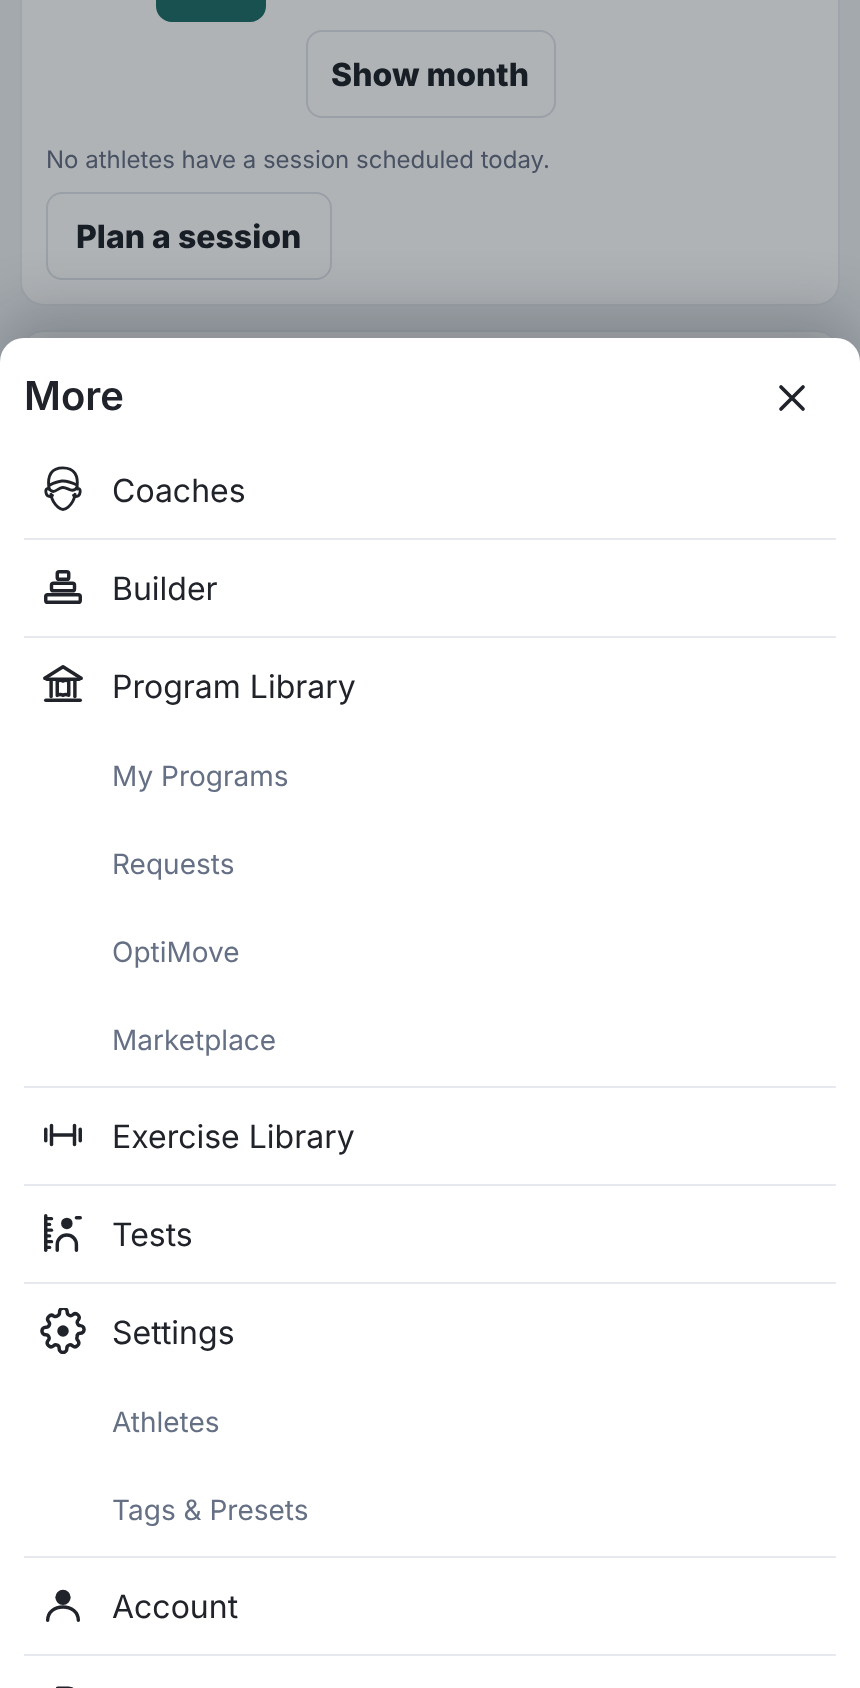 Show month
No athletes have a session scheduled today.
Plan a session
More
Coaches
Builder
Program Library
My Programs
Requests
OptiMove
Marketplace
Exercise Library
Tests
Settings
Athletes
Tags & Presets
Account